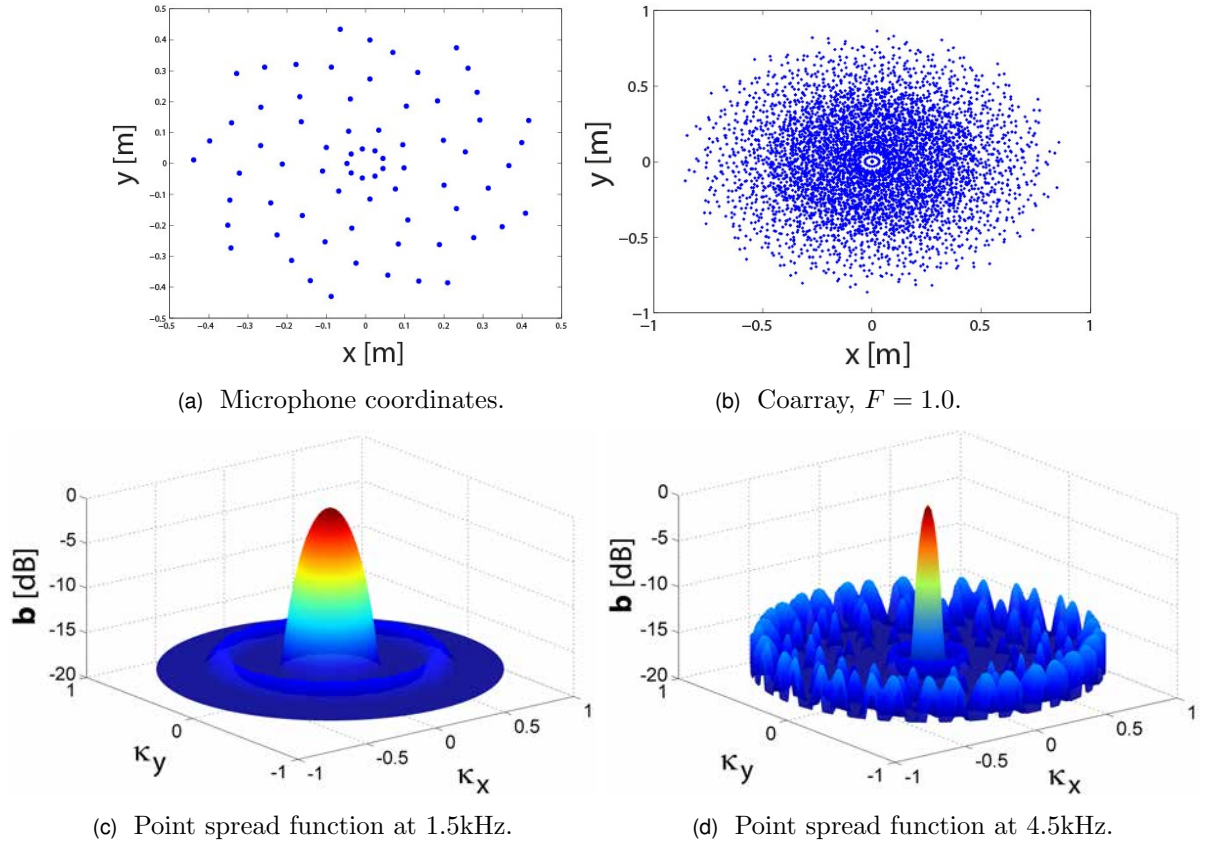 0.5
0.4
0.3
0.2
0.1
0
−0.1
−0.2
−0.3
−0.4
−0.5
y [m]
−0.5 −0.4 −0.3 −0.2 −0.1 0 0.1 0.2 0.3 0.4 0.5
x [m]
(a) Microphone coordinates.
1
0.5
0
−0.5
−1
y [m]
−1 −0.5 0 0.5 1
x [m]
(b) Coarray, F = 1.0.
0
-5
-10
-15
-20
b [dB]
1
0
-1
κy
-1
-0.5
0
0.5
1
κx
(c) Point spread function at 1.5kHz.
0
-5
-10
-15
-20
b [dB]
1
0
-1
κy
-1
-0.5
0
0.5
1
κx
(d) Point spread function at 4.5kHz.